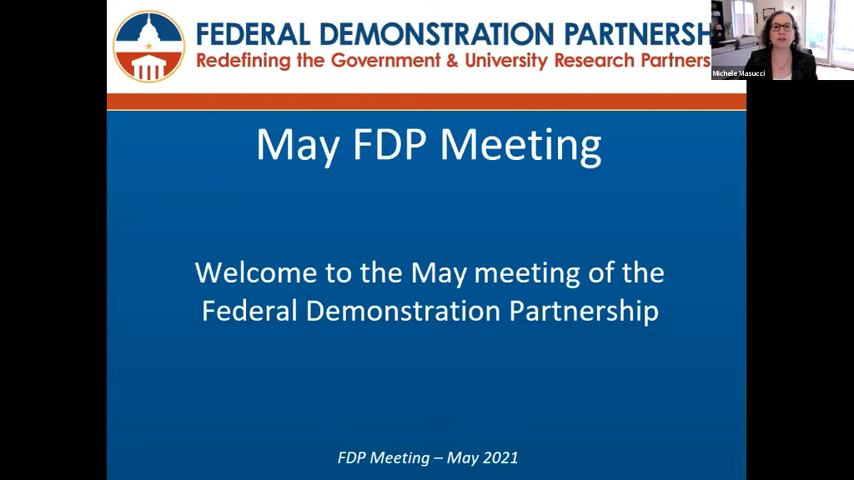 FEDERAL DEMONSTRATION PARTNERSH
Redefining the Government & University Research Partners
Michele Masucci
May FDP Meeting
Welcome to the May meeting of the
Federal Demonstration Partnership
FDP Meeting – May 2021